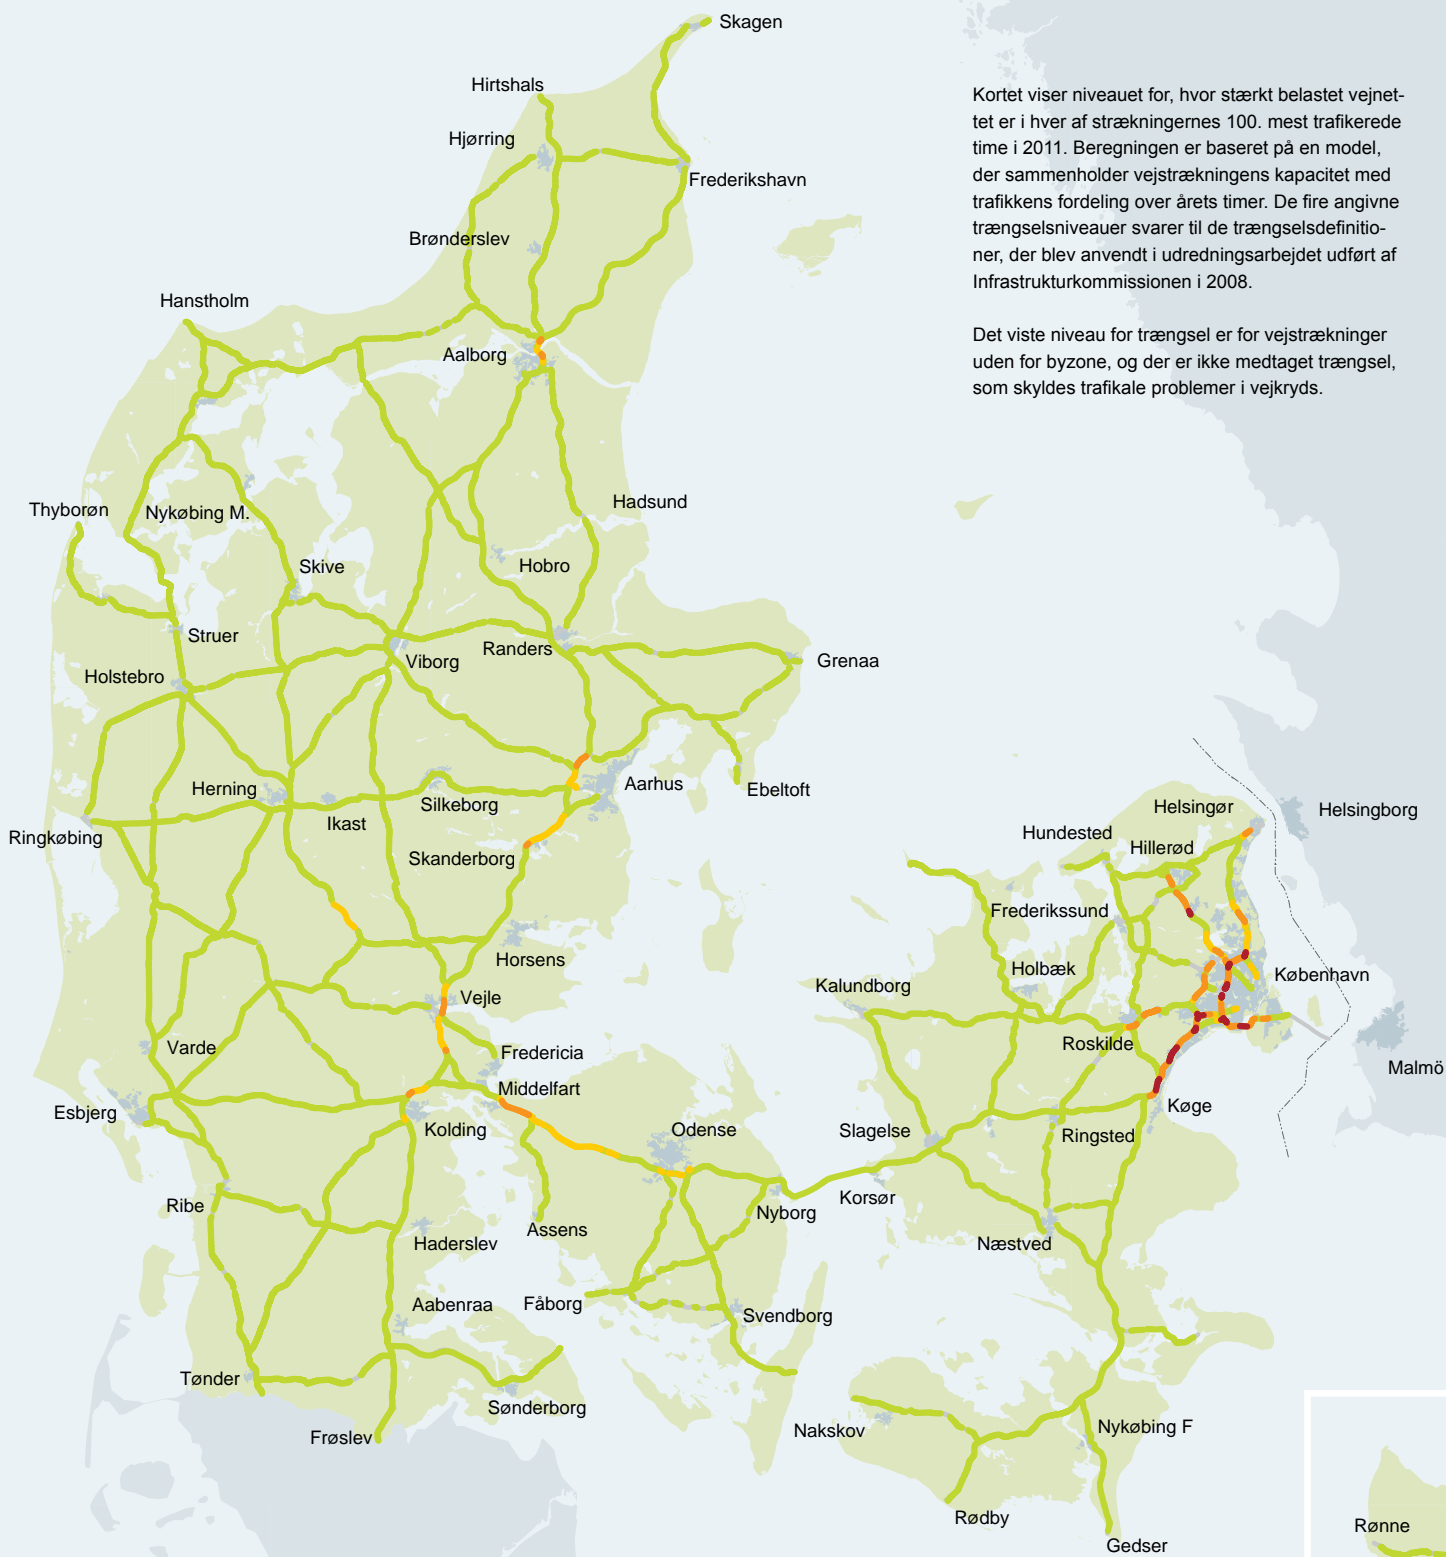 Skagen
Hirtshals
Kortet viser niveauet for, hvor stærkt belastet vejnet-
tet er i hver af strækningernes 100. mest trafikerede
time i 2011. Beregningen er baseret på en model,
der sammenholder vejstrækningens kapacitet med
trafikkens fordeling over årets timer. De fire angivne
trængselsniveauer svarer til de trængselsdefinitio-
ner, der blev anvendt i udredningsarbejdet udført af
Infrastrukturkommissionen i 2008.
Det viste niveau for trængsel er for vejstrækninger
uden for byzone, og der er ikke medtaget trængsel,
som skyldes trafikale problemer i vejkryds.
Hjørring
Frederikshavn
Brønderslev
Hanstholm
Aalborg
Hadsund
Thyborøn
Nykøbing M.
Skive
Hobro
Struer
Randers
Viborg
Grenaa
Holstebro
Aarhus
Herning
Ebeltoft
Silkeborg
Helsingør
Helsingborg
Ikast
Hundested
Ringkøbing
Hillerød
Skanderborg
Frederikssund
Horsens
Holbæk
København
Kalundborg
Vejle
Roskilde
Varde
Fredericia
Malmö
Middelfart
Køge
Esbjerg
Kolding
Odense
Slagelse
Ringsted
Korsør
Ribe
Nyborg
Assens
Haderslev
Næstved
Aabenraa
Fåborg
Svendborg
Tønder
Sønderborg
Nakskov
Nykøbing F
Frøslev
Rødby
Rønne
Gedser